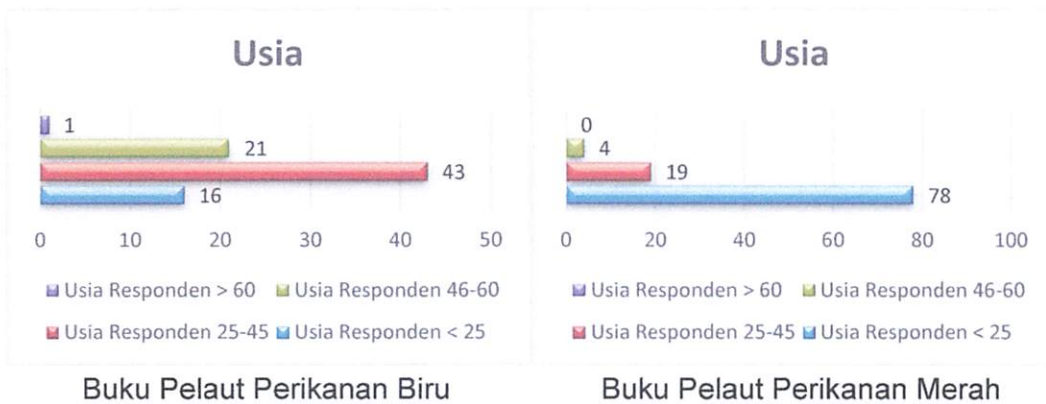 Usia
1
21
43
16
0 10 20 30 40 50
Usia Responden > 60 Usia Responden 46-60
Usia Responden 25-45 Usia Responden < 25
Buku Pelaut Perikanan Biru
Usia
0
4
19
78
0 20 40 60 80 100
Usia Responden > 60 Usia Responden 46-60
Usia Responden 25-45 Usia Responden < 25
Buku Pelaut Perikanan Merah